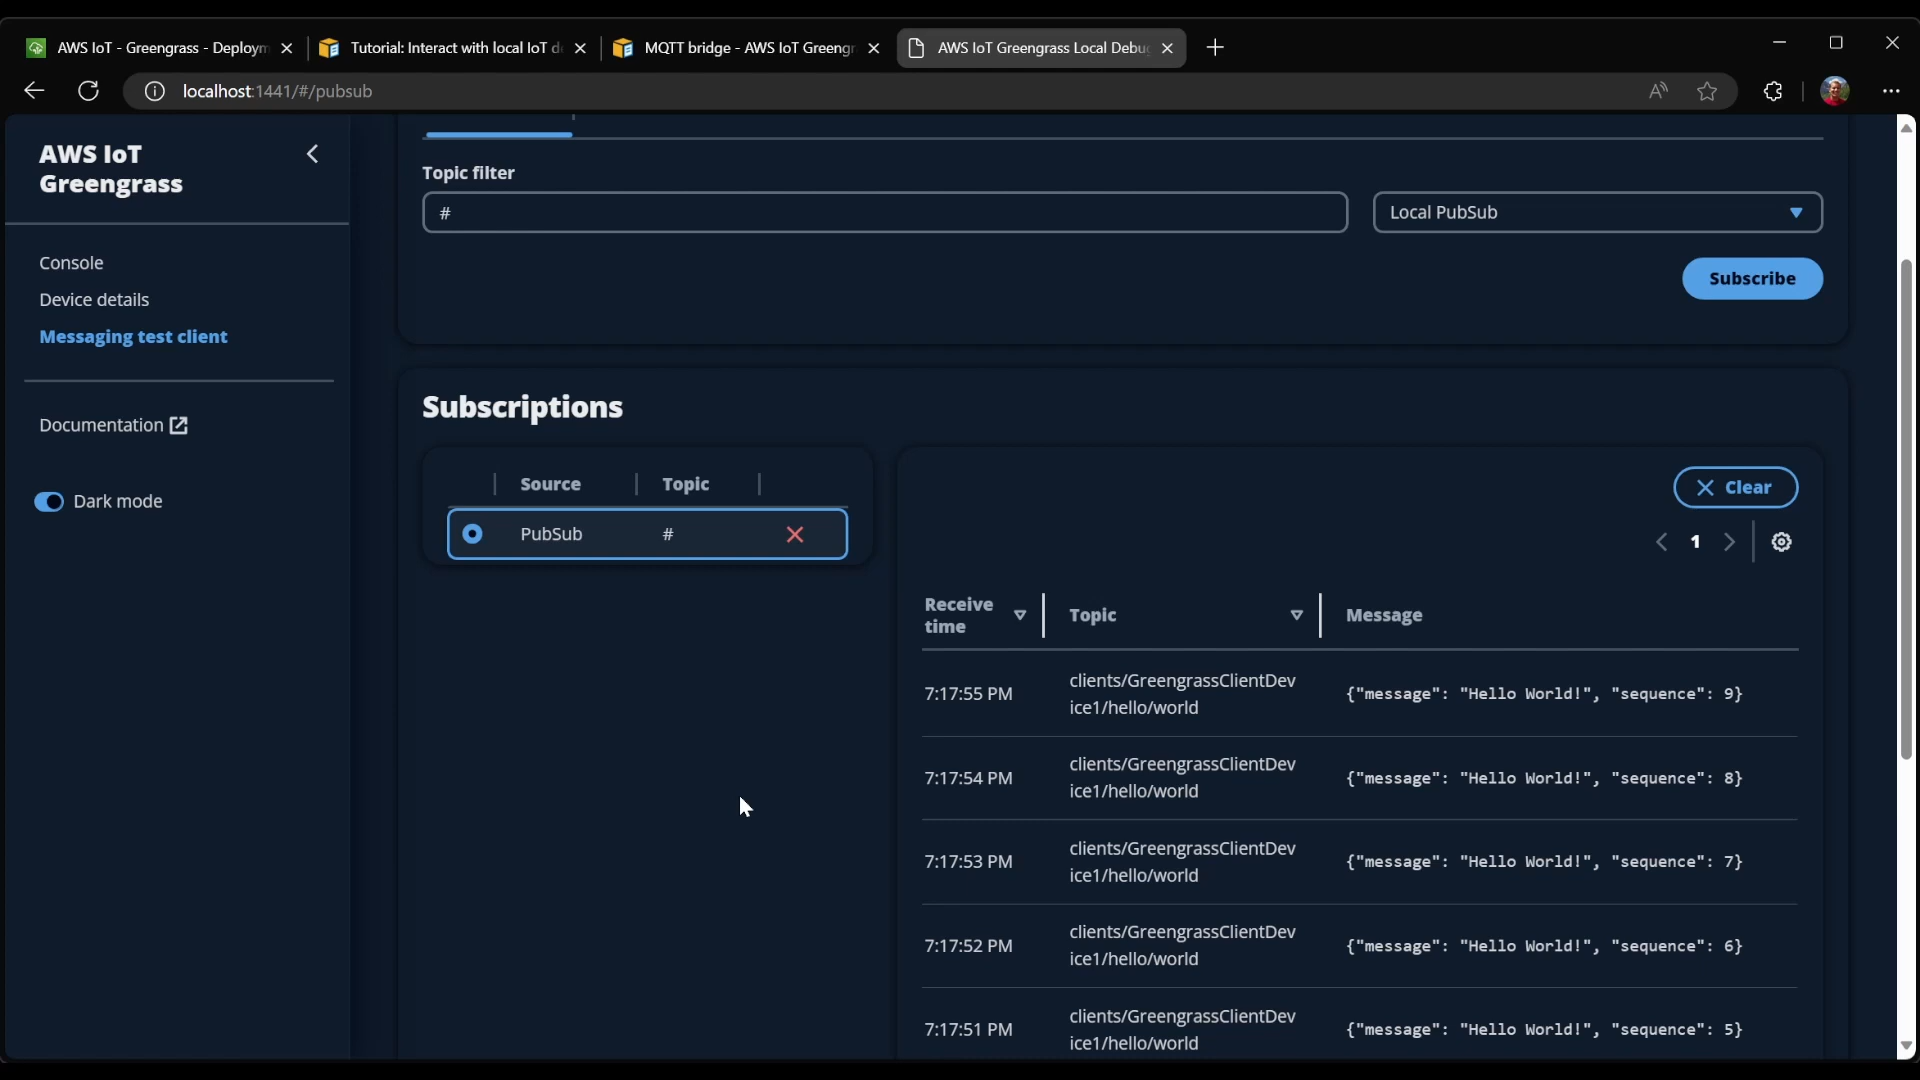 AWS IoT - Greengrass - Deploym
Tutorial: Interact with local IoT d
MQTT bridge - AWS IoT Greengr
AWS IoT Greengrass Local Debu
localhost:1441/#/pubsub
AWS IoT
Greengrass
Console
Device details
Messaging test client
Documentation
Dark mode
Topic filter
#
Local PubSub
Subscribe
Subscriptions
Source
Topic
PubSub
#
Clear
1
Receive
time
Topic
Message
7:17:55 PM
clients/GreengrassClientDev
ice1/hello/world
{"message": "Hello World!", "sequence": 9}
7:17:54 PM
clients/GreengrassClientDev
ice1/hello/world
{"message": "Hello World!", "sequence": 8}
7:17:53 PM
clients/GreengrassClientDev
ice1/hello/world
{"message": "Hello World!", "sequence": 7}
7:17:52 PM
clients/GreengrassClientDev
ice1/hello/world
{"message": "Hello World!", "sequence": 6}
7:17:51 PM
clients/GreengrassClientDev
ice1/hello/world
{"message": "Hello World!", "sequence": 5}